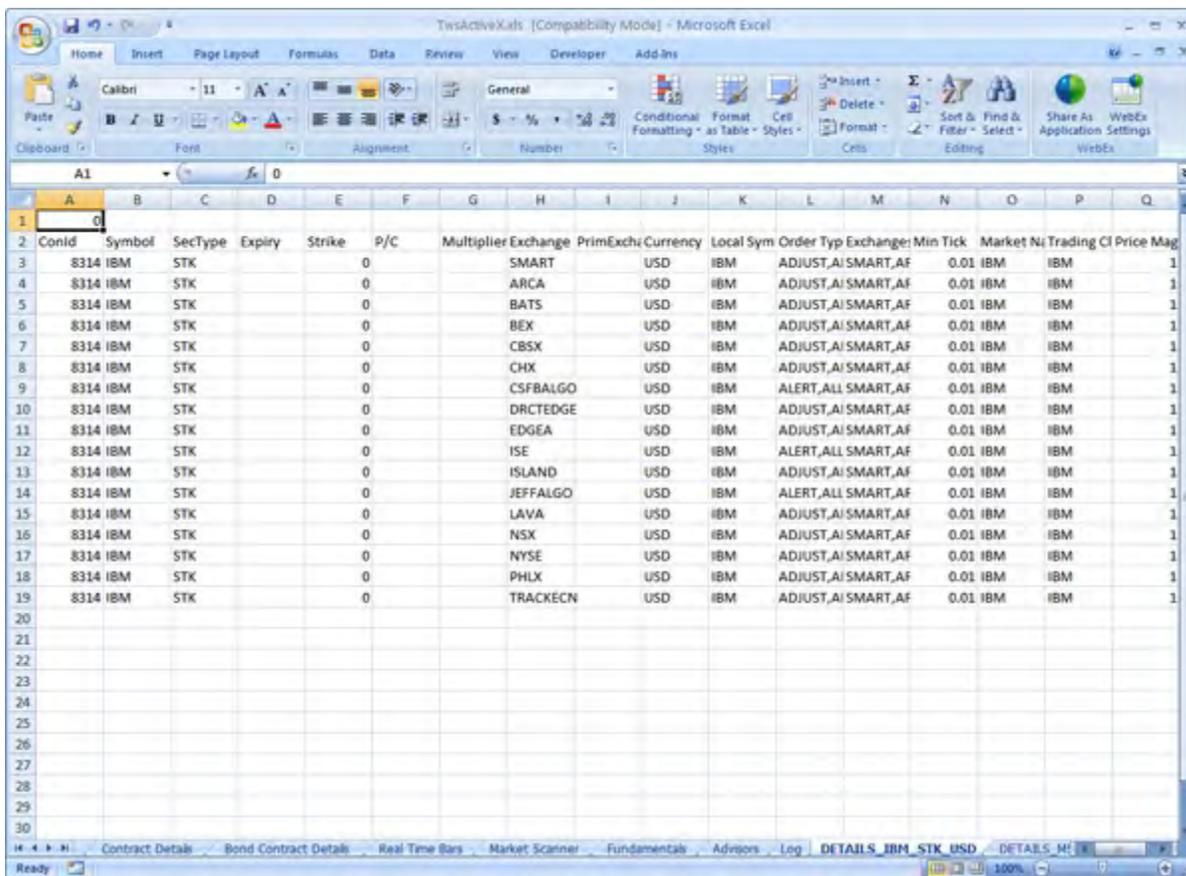 TwsActiveX.xls [Compatibility Mode] - Microsoft Excel
Home Insert Page Layout Formulas Data Review View Developer Add-Ins
Paste Calibri 11 A A General Conditional Formatting as Table Styles Format Cell Insert Delete Format Σ Sort & Filter Find & Select Share As Application WebEx Settings
B I U A $ % ,
Clipboard Font Alignment Number Styles Cells Editing WebEx
A1 fx 0
A B C D E F G H I J K L M N O P Q
1 0
2 ConId Symbol SecType Expiry Strike P/C Multiplier Exchange PrimExcha Currency Local Sym Order Typ Exchange: Min Tick Market Na Trading Cl Price Mag
3 8314 IBM STK 0 SMART USD IBM ADJUST,Al SMART,AF 0.01 IBM IBM 1
4 8314 IBM STK 0 ARCA USD IBM ADJUST,Al SMART,AF 0.01 IBM IBM 1
5 8314 IBM STK 0 BATS USD IBM ADJUST,Al SMART,AF 0.01 IBM IBM 1
6 8314 IBM STK 0 BEX USD IBM ADJUST,Al SMART,AF 0.01 IBM IBM 1
7 8314 IBM STK 0 CBSX USD IBM ADJUST,Al SMART,AF 0.01 IBM IBM 1
8 8314 IBM STK 0 CHX USD IBM ADJUST,Al SMART,AF 0.01 IBM IBM 1
9 8314 IBM STK 0 CSFBALGO USD IBM ALERT,ALL SMART,AF 0.01 IBM IBM 1
10 8314 IBM STK 0 DRCTEDGE USD IBM ADJUST,Al SMART,AF 0.01 IBM IBM 1
11 8314 IBM STK 0 EDGEA USD IBM ADJUST,Al SMART,AF 0.01 IBM IBM 1
12 8314 IBM STK 0 ISE USD IBM ALERT,ALL SMART,AF 0.01 IBM IBM 1
13 8314 IBM STK 0 ISLAND USD IBM ADJUST,Al SMART,AF 0.01 IBM IBM 1
14 8314 IBM STK 0 JEFFALGO USD IBM ALERT,ALL SMART,AF 0.01 IBM IBM 1
15 8314 IBM STK 0 LAVA USD IBM ADJUST,Al SMART,AF 0.01 IBM IBM 1
16 8314 IBM STK 0 NSX USD IBM ADJUST,Al SMART,AF 0.01 IBM IBM 1
17 8314 IBM STK 0 NYSE USD IBM ADJUST,Al SMART,AF 0.01 IBM IBM 1
18 8314 IBM STK 0 PHLX USD IBM ADJUST,Al SMART,AF 0.01 IBM IBM 1
19 8314 IBM STK 0 TRACKECN USD IBM ADJUST,Al SMART,AF 0.01 IBM IBM 1
20
21
22
23
24
25
26
27
28
29
30
Contract Details Bond Contract Details Real Time Bars Market Scanner Fundamentals Advisors Log DETAILS_IBM_STK_USD DETAILS_MS
Ready 100%